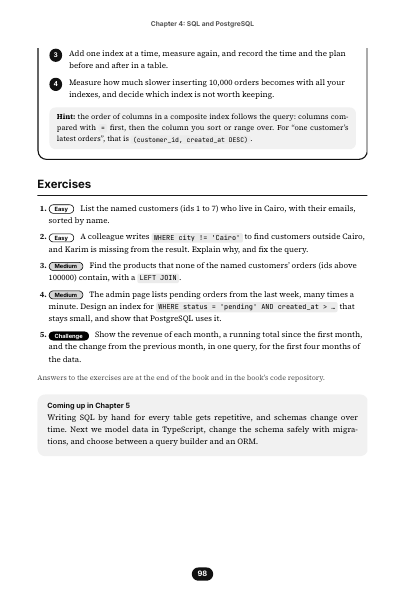 Chapter 4: SQL and PostgreSQL
3 Add one index at a time, measure again, and record the time and the plan
before and after in a table.
4 Measure how much slower inserting 10,000 orders becomes with all your
indexes, and decide which index is not worth keeping.
Hint: the order of columns in a composite index follows the query: columns com-
pared with = first, then the column you sort or range over. For “one customer’s
latest orders”, that is (customer_id, created_at DESC).
Exercises
1. Easy List the named customers (ids 1 to 7) who live in Cairo, with their emails,
sorted by name.
2. Easy A colleague writes WHERE city != 'Cairo' to find customers outside Cairo,
and Karim is missing from the result. Explain why, and fix the query.
3. Medium Find the products that none of the named customers’ orders (ids above
100000) contain, with a LEFT JOIN.
4. Medium The admin page lists pending orders from the last week, many times a
minute. Design an index for WHERE status = 'pending' AND created_at > … that
stays small, and show that PostgreSQL uses it.
5. Challenge Show the revenue of each month, a running total since the first month,
and the change from the previous month, in one query, for the first four months of
the data.
Answers to the exercises are at the end of the book and in the book’s code repository.
Coming up in Chapter 5
Writing SQL by hand for every table gets repetitive, and schemas change over
time. Next we model data in TypeScript, change the schema safely with migra-
tions, and choose between a query builder and an ORM.
98